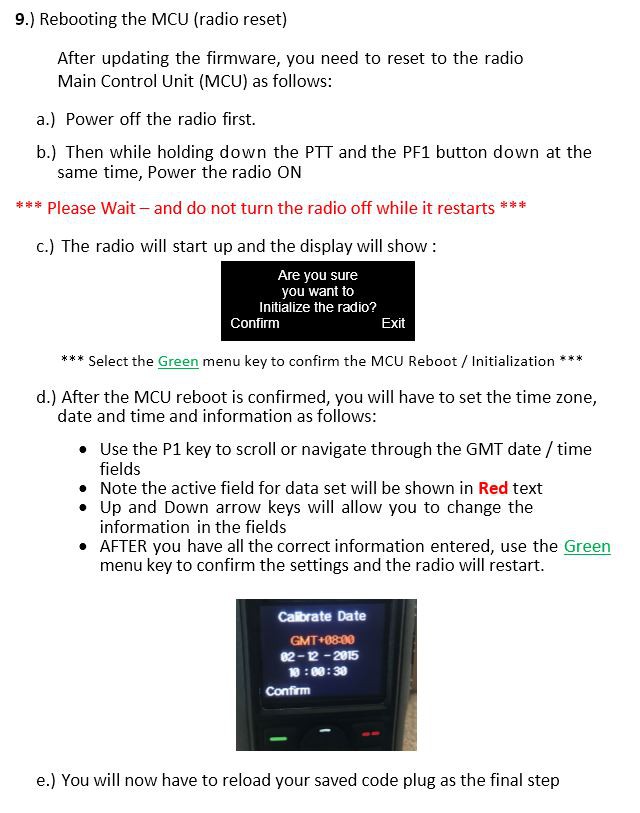 9.) Rebooting the MCU (radio reset)
After updating the firmware, you need to reset to the radio
Main Control Unit (MCU) as follows:
a.) Power off the radio first.
b.) Then while holding down the PTT and the PF1 button down at the
same time, Power the radio ON
*** Please Wait – and do not turn the radio off while it restarts ***
c.) The radio will start up and the display will show :
Are you sure
you want to
Initialize the radio?
Confirm Exit
*** Select the Green menu key to confirm the MCU Reboot / Initialization ***
d.) After the MCU reboot is confirmed, you will have to set the time zone,
date and time and information as follows:
• Use the P1 key to scroll or navigate through the GMT date / time
fields
• Note the active field for data set will be shown in Red text
• Up and Down arrow keys will allow you to change the
information in the fields
• AFTER you have all the correct information entered, use the Green
menu key to confirm the settings and the radio will restart.
Calibrate Date
GMT+08:00
02-12-2015
10:00:30
Confirm
e.) You will now have to reload your saved code plug as the final step